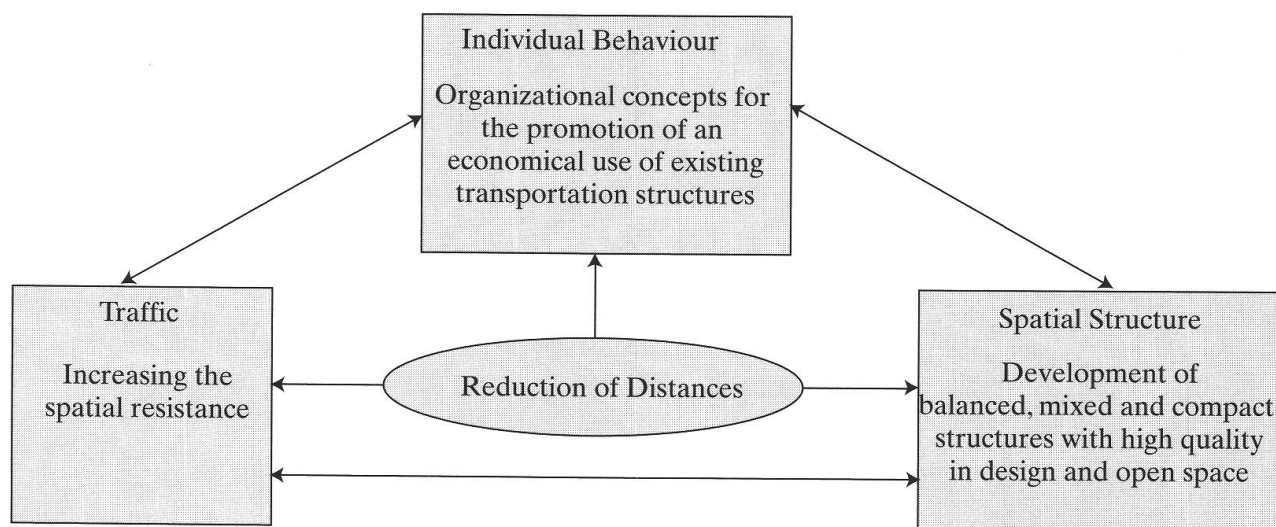 Individual Behaviour
Organizational concepts for
the promotion of an
economical use of existing
transportation structures
Traffic
Increasing the
spatial resistance
Reduction of Distances
Spatial Structure
Development of
balanced, mixed and compact
structures with high quality
in design and open space